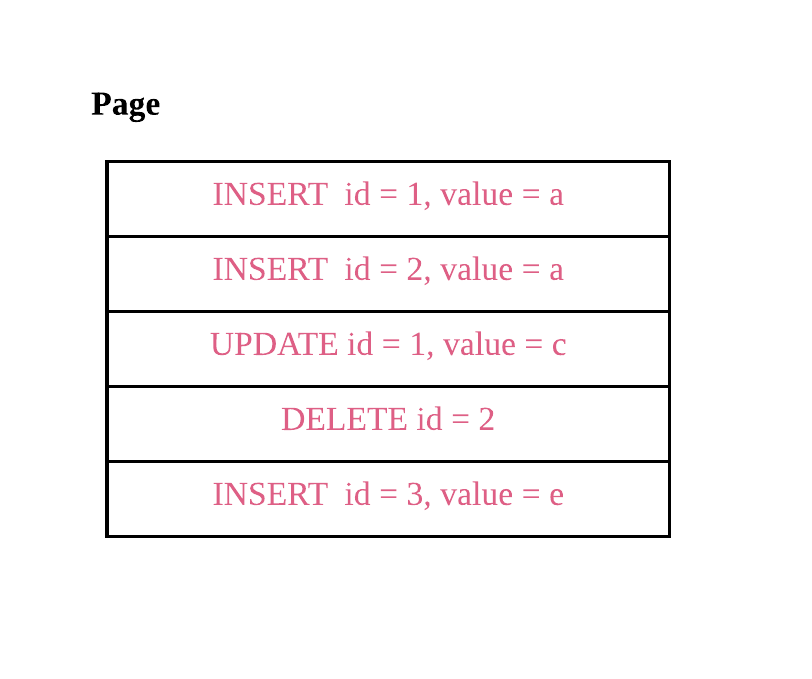 Page
INSERT  id = 1, value = a
INSERT  id = 2, value = a
UPDATE id = 1, value = c
DELETE id = 2
INSERT  id = 3, value = e